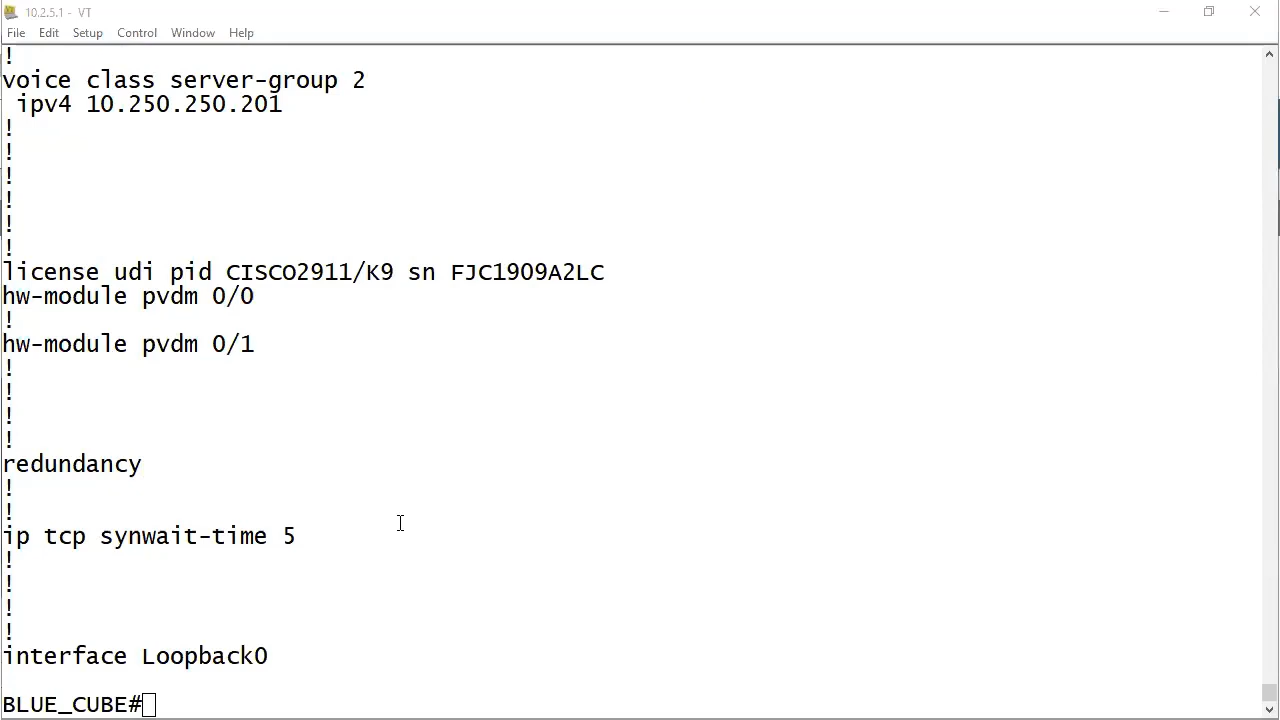 10.2.5.1 - VT
File Edit Setup Control Window Help
!
voice class server-group 2
 ipv4 10.250.250.201
!
!
!
!
!
!
license udi pid CISCO2911/K9 sn FJC1909A2LC
hw-module pvdm 0/0
!
hw-module pvdm 0/1
!
!
!
!
redundancy
!
!
ip tcp synwait-time 5
!
!
!
!
interface Loopback0
BLUE_CUBE#